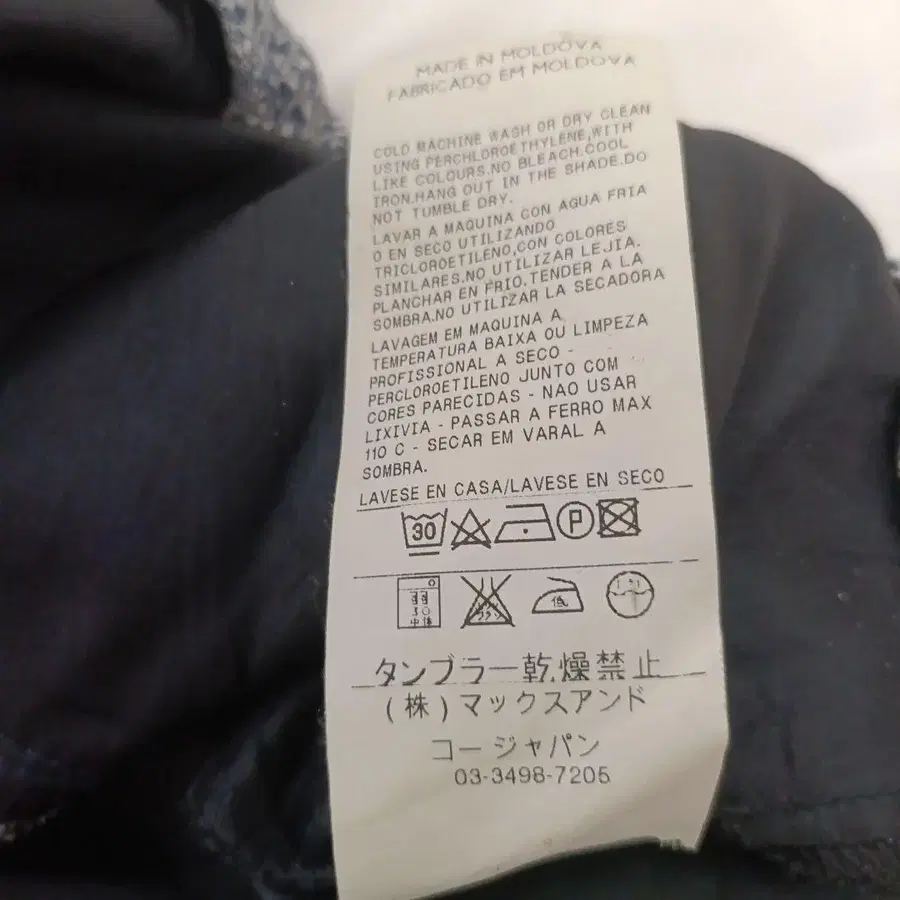 MADE IN MOLDOVA
FABRICADO EM MOLDOVA
COLD MACHINE WASH OR DRY CLEAN
USING PERCHLOROETHYLENE,WITH
LIKE COLOURS.NO BLEACH.COOL
IRON.HANG OUT IN THE SHADE.DO
NOT TUMBLE DRY.
LAVAR A MAQUINA CON AGUA FRIA
O EN SECO UTILIZANDO
TRICLOROETILENO,CON COLORES
SIMILARES.NO UTILIZAR LEJIA.
PLANCHAR EN FRIO.TENDER A LA
SOMBRA.NO UTILIZAR LA SECADORA
LAVAGEM EM MAQUINA A
TEMPERATURA BAIXA OU LIMPEZA
PROFISSIONAL A SECO -
PERCLOROETILENO JUNTO COM
CORES PARECIDAS - NAO USAR
LIXIVIA - PASSAR A FERRO MAX
110 C - SECAR EM VARAL A
SOMBRA.
LAVESE EN CASA/LAVESE EN SECO
30 P
30 低
中性
タンブラー乾燥禁止
(株)マックスアンド
コージャパン
03-3498-7205